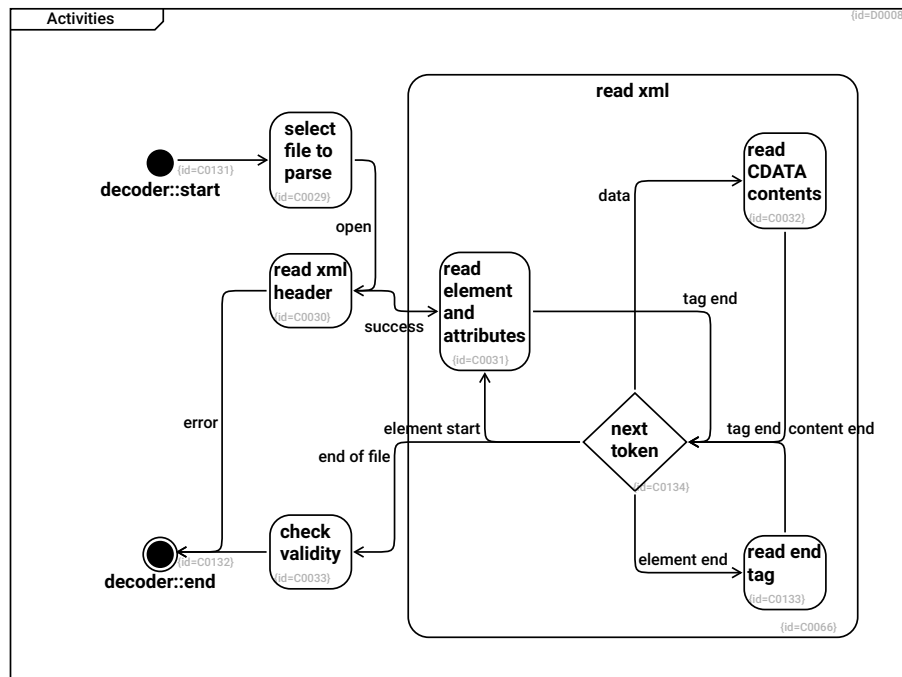 Activities
{id=D0008
read xml
select
file to
parse
{id=C0029}
{id=C0131}
decoder::start
read
CDATA
contents
{id=C0032}
data
open
read xml
header
{id=C0030}
success
read
element
and
attributes
{id=C0031}
tag end
error
element start
end of file
next
token
{id=C0134}
tag end
content end
check
validity
{id=C0033}
{id=C0132}
decoder::end
element end
read end
tag
{id=C0133}
{id=C0066}